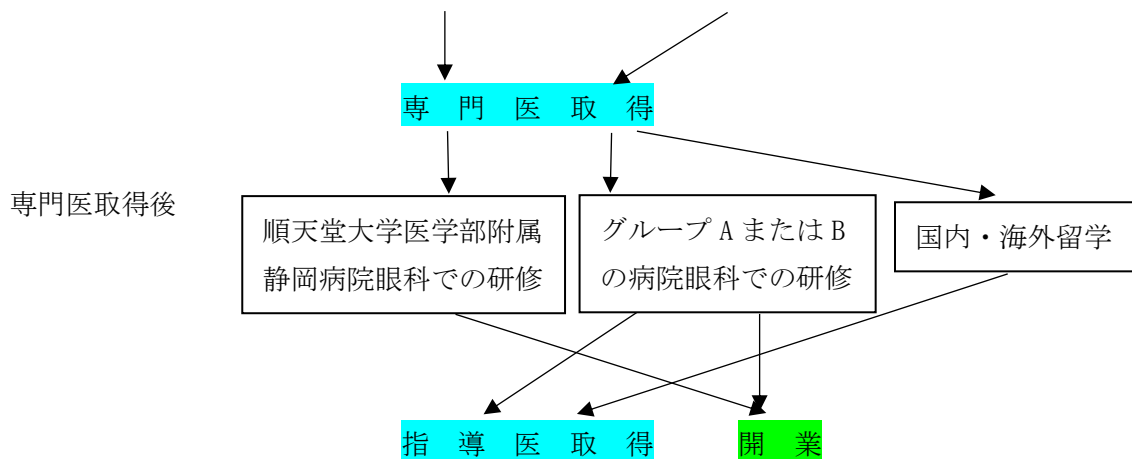 専門医取得
専門医取得後
順天堂大学医学部附属
静岡病院眼科での研修
グループ A または B
の病院眼科での研修
国内・海外留学
指導医取得
開業